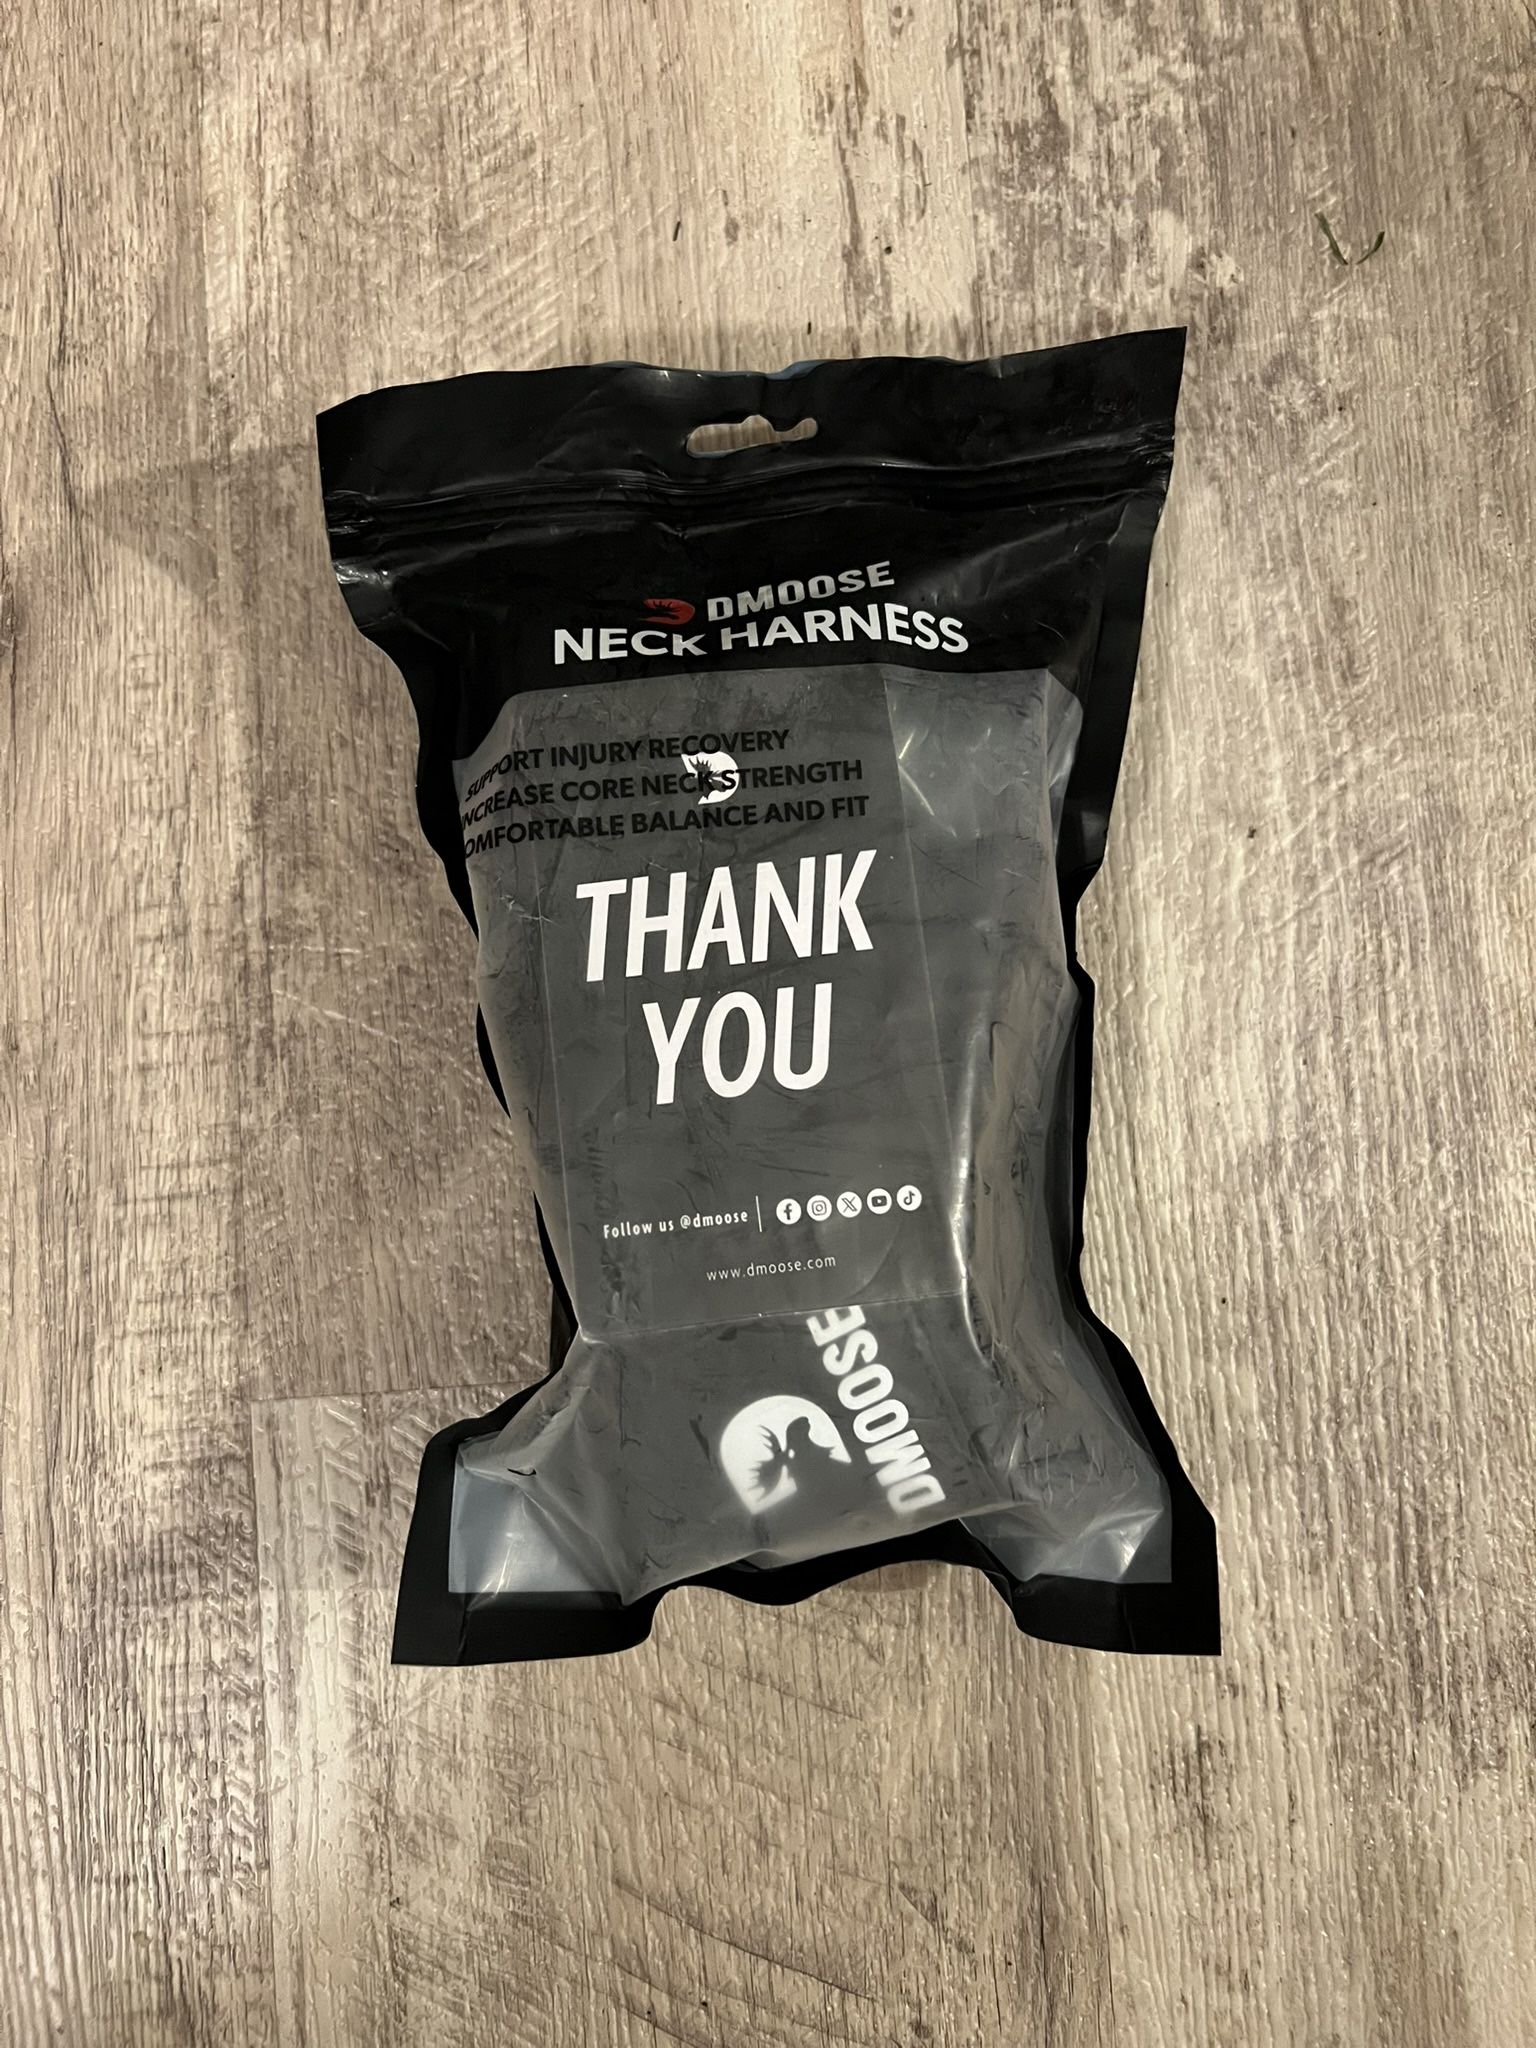 DMOOSE
NECK HARNESS
SUPPORT INJURY RECOVERY
INCREASE CORE NECK STRENGTH
COMFORTABLE BALANCE AND FIT
THANK
YOU
Follow us @dmoose
www.dmoose.com
DMOOSE